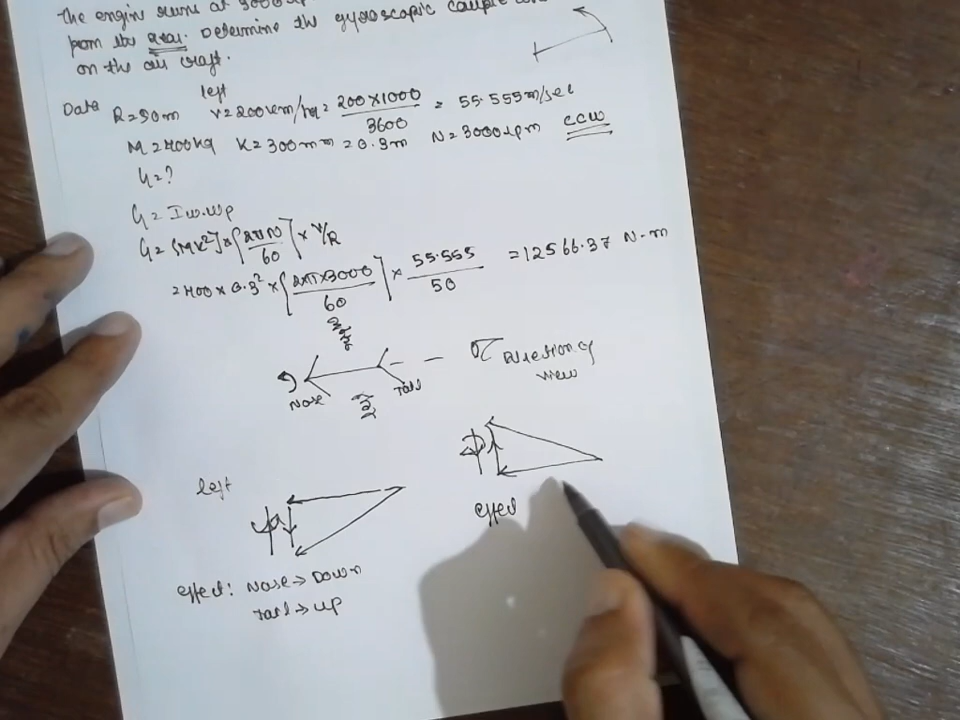 The engine runs at 3000 rp
from the rear. Determine the gyroscopic couple
on the air craft.
left
Data R=50m V=200km/hr= 200×1000/3600 = 55.555m/sec
M=400kg K=300mm=0.3m N=3000rpm CCW
G=?
G=Iω.ωp
G=[MK²]×[2πN/60]×V/R
=400×0.3²×[2×π×3000/60]×55.555/50 =12566.37 N-m
Nose Tail Direction of
view
left
effect
effect: Nose→Down
Tail→up